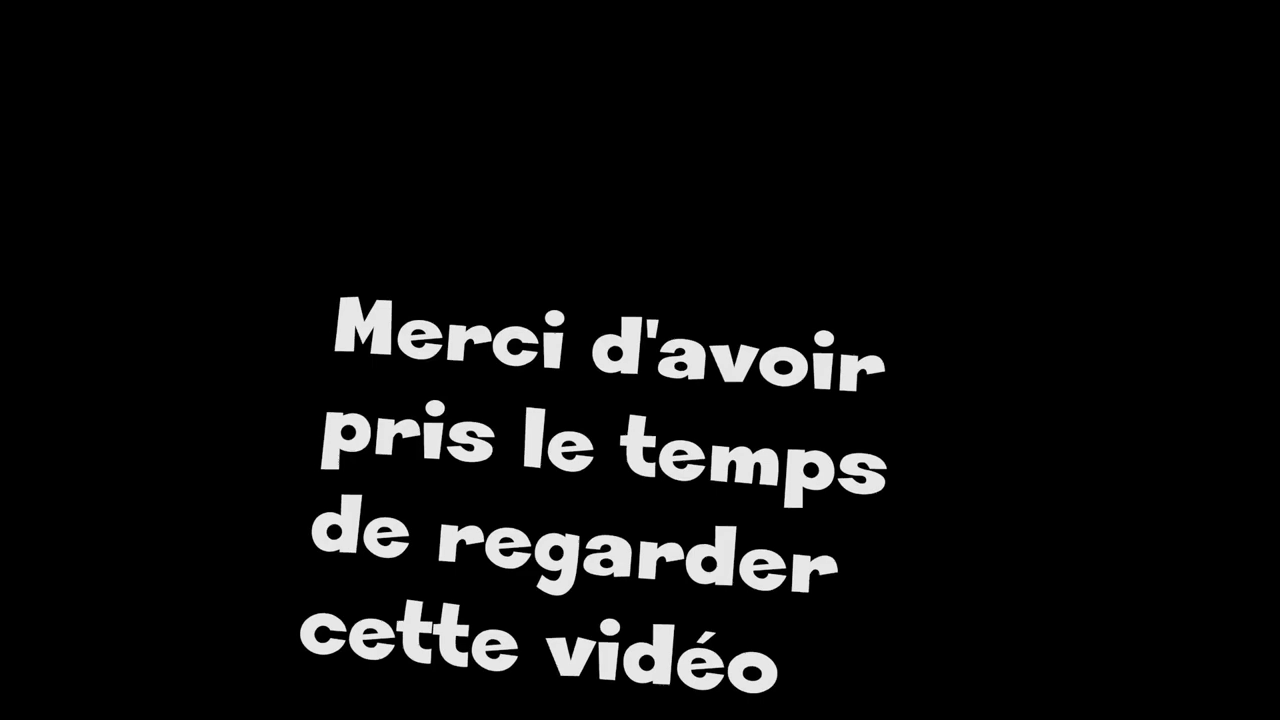 Merci d'avoir
pris le temps
de regarder
cette vidéo